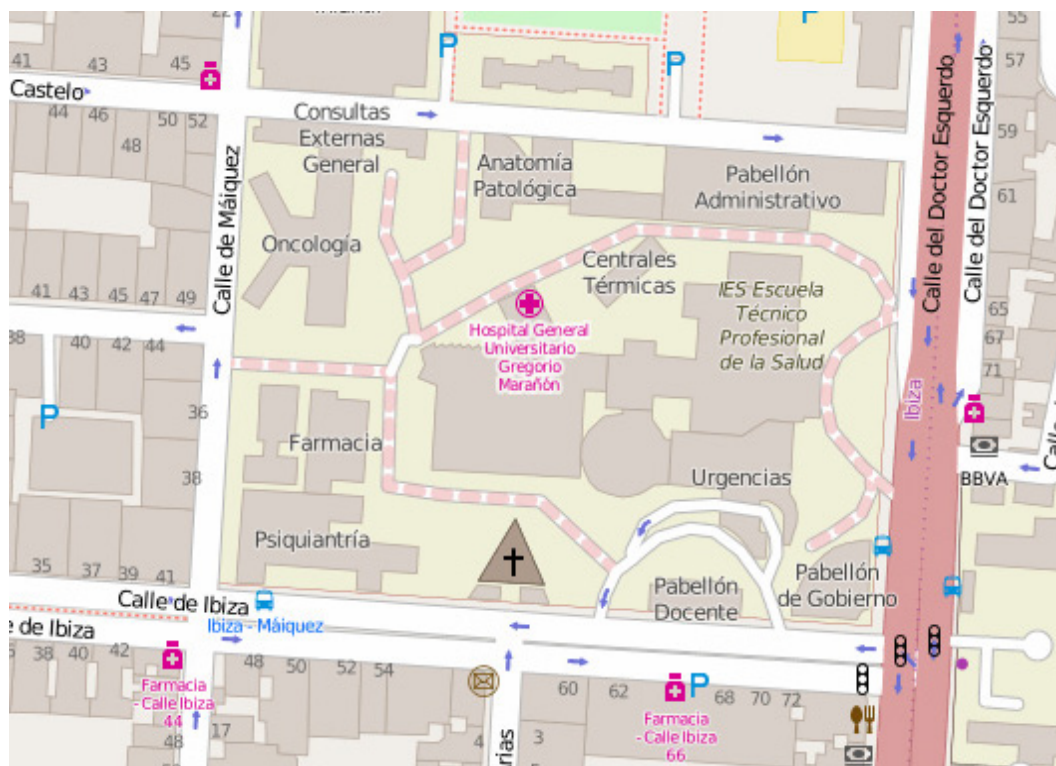 22
55
57
59
61
65
67
71
P
P
P
41
43
45
Castelo
44
46
48
50
52
Consultas
Externas
General
Anatomía
Patológica
Pabellón
Administrativo
Calle de Máiquez
Oncología
Centrales
Térmicas
IES Escuela
Técnico
Profesional
de la Salud
Calle del Doctor Esquerdo
Calle del Doctor Esquerdo
41
43
45
47
49
38
40
42
44
Hospital General
Universitario
Gregorio
Marañón
Ibiza
P
36
38
Farmacia
Urgencias
BBVA
Psiquiantría
35
37
39
41
Pabellón
Docente
Pabellón
de Gobierno
Calle de Ibiza
Ibiza - Máiquez
e de Ibiza
38
40
42
48
50
52
54
60
62
P
68
70
72
Farmacia
- Calle Ibiza
44
Farmacia
- Calle Ibiza
66
17
48
4
3